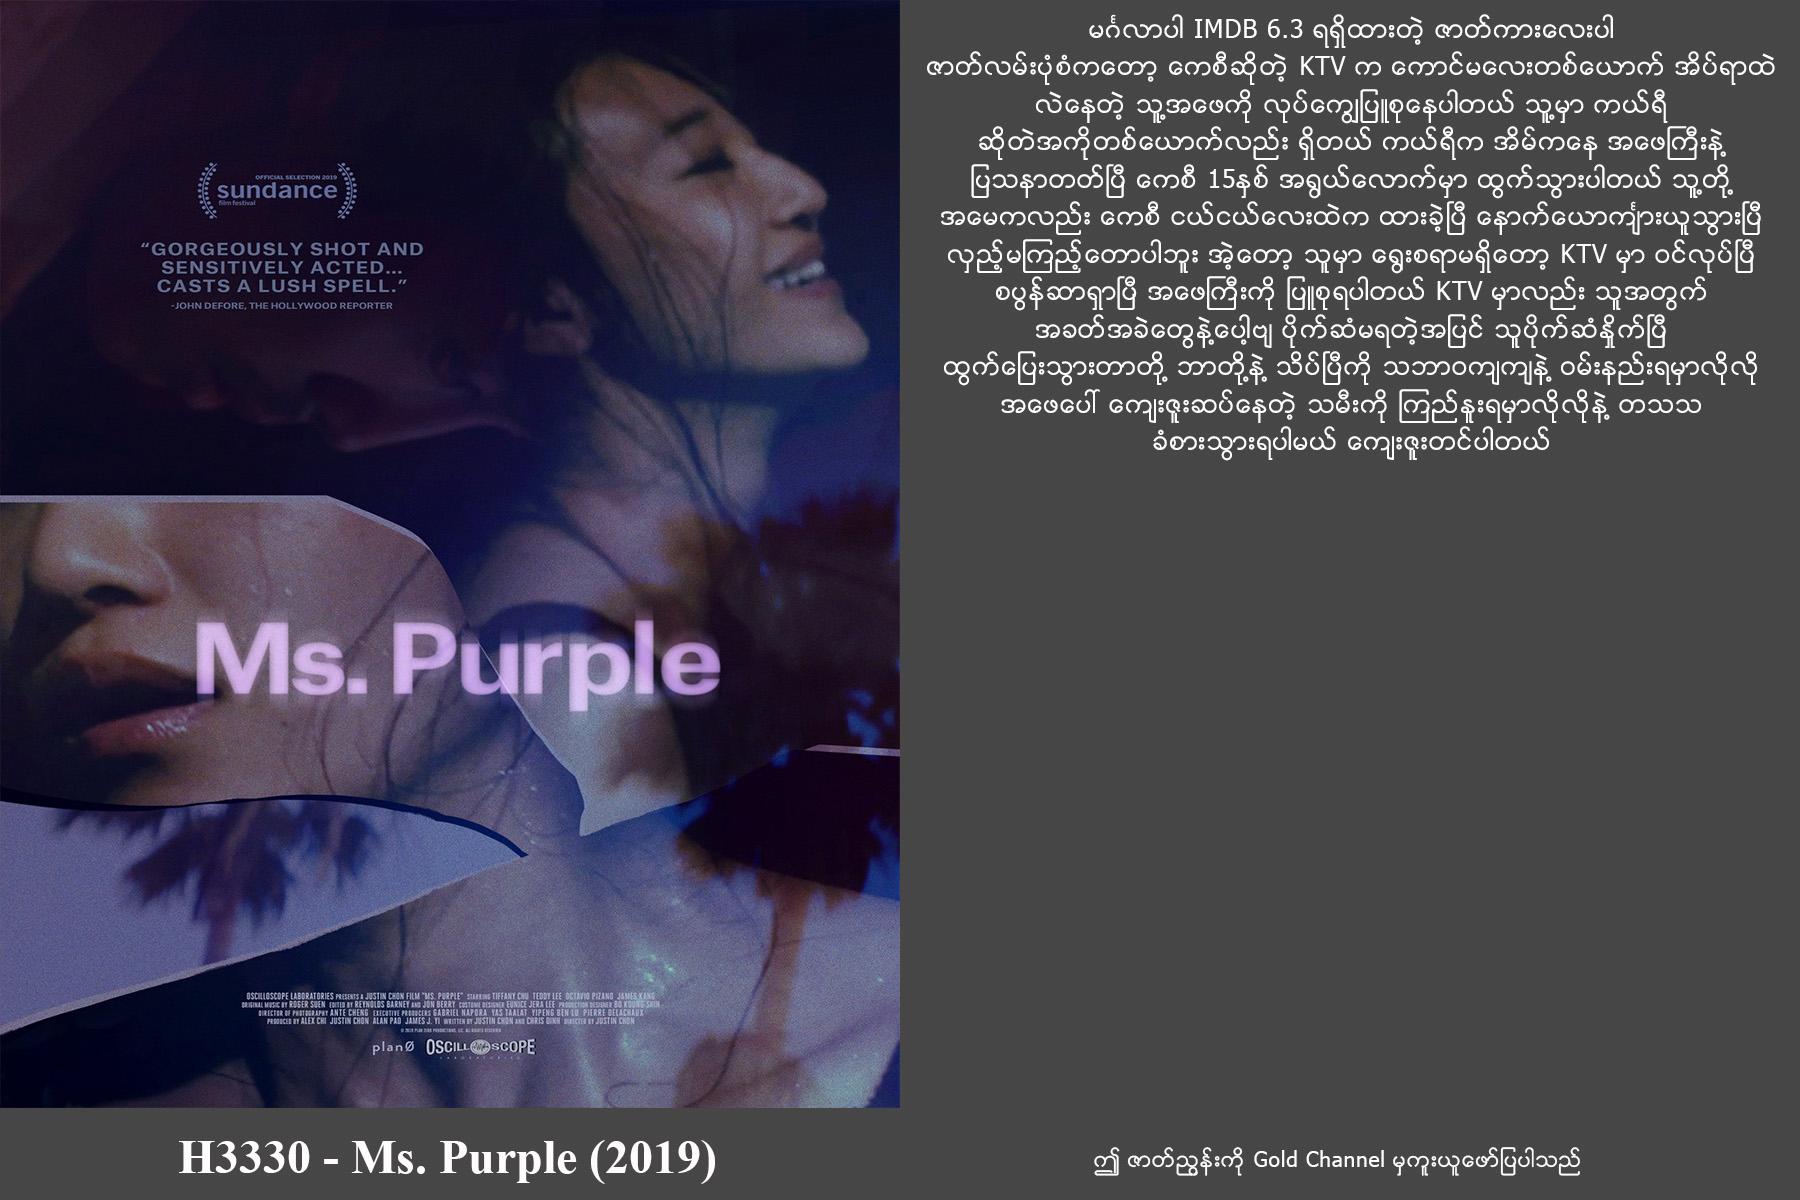 OFFICIAL SELECTION 2019
sundance
film festival
“GORGEOUSLY SHOT AND
SENSITIVELY ACTED...
CASTS A LUSH SPELL.”
-JOHN DEFORE, THE HOLLYWOOD REPORTER
Ms. Purple
OSCILLOSCOPE LABORATORIES PRESENTS A JUSTIN CHON FILM "MS. PURPLE" STARRING TIFFANY CHU TEDDY LEE OCTAVIO PIZANO JAMES KANG
ORIGINAL MUSIC BY ROGER SUEN EDITED BY REYNOLDS BARNEY AND JON BERRY COSTUME DESIGNER EUNICE JERA LEE PRODUCTION DESIGNER BO KOUNG SHIN
DIRECTOR OF PHOTOGRAPHY ANTE CHENG EXECUTIVE PRODUCERS GABRIEL NAPORA YAS TAALAT YIPENG BEN LU PIERRE DELACHAUX
PRODUCED BY ALEX CHI JUSTIN CHON ALAN PAO JAMES J. YI WRITTEN BY JUSTIN CHON AND CHRIS DINH DIRECTED BY JUSTIN CHON
© 2019 PLAN ZERO PRODUCTIONS, LLC. ALL RIGHTS RESERVED
planØ OSCILLOSCOPE
LABORATORIES
H3330 - Ms. Purple (2019)
မင်္ဂလာပါ IMDB 6.3 ရရှိထားတဲ့ ဇာတ်ကားလေးပါ
ဇာတ်လမ်းပုံစံကတော့ ကေစီဆိုတဲ့ KTV က ကောင်မလေးတစ်ယောက် အိပ်ရာထဲ
လဲနေတဲ့ သူ့အဖေကို လုပ်ကျွေပြုစုနေပါတယ် သူ့မှာ ကယ်ရီ
ဆိုတဲအကိုတစ်ယောက်လည်း ရှိတယ် ကယ်ရီက အိမ်ကနေ အဖေကြီးနဲ့
ပြသနာတတ်ပြီ ကေစီ 15နှစ် အရွယ်လောက်မှာ ထွက်သွားပါတယ် သူ့တို့
အမေကလည်း ကေစီ ငယ်ငယ်လေးထဲက ထားခဲ့ပြီ နောက်ယောကျ်ားယူသွားပြီ
လှည့်မကြည့်တောပါဘူး အဲ့တော့ သူမှာ ရွေးစရာမရှိတော့ KTV မှာ ဝင်လုပ်ပြီ
စပွန်ဆာရှာပြီ အဖေကြီးကို ပြူစုရပါတယ် KTV မှာလည်း သူအတွက်
အခတ်အခဲတွေနဲ့ပေါ့ဗျ ပိုက်ဆံမရတဲ့အပြင် သူပိုက်ဆံနှိုက်ပြီ
ထွက်ပြေးသွားတာတို့ ဘာတို့နဲ့ သိပ်ပြီကို သဘာဝကျကျနဲ့ ဝမ်းနည်းရမှာလိုလို
အဖေပေါ် ကျေးဇူးဆပ်နေတဲ့ သမီးကို ကြည်နူးရမှာလိုလိုနဲ့ တသသ
ခံစားသွားရပါမယ် ကျေးဇူးတင်ပါတယ်
ဤ ဇာတ်ညွှန်းကို Gold Channel မှကူးယူဖော်ပြပါသည်